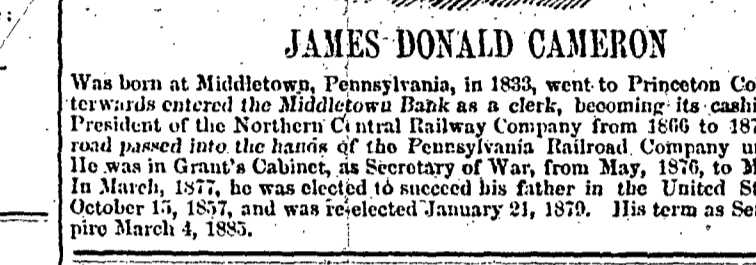 JAMES DONALD CAMERON
Was born at Middletown, Pennsylvania, in 1833, went to Princeton Co
terwards entered the Middletown Bank as a clerk, becoming its cashi
President of the Northern Central Railway Company from 1866 to 187
road passed into the hands of the Pennsylvania Railroad Company u
He was in Grant's Cabinet, as Secretary of War, from May, 1876, to M
In March, 1877, he was elected to succeed his father in the United S
October 15, 1857, and was re-elected January 21, 1879. His term as Se
pire March 4, 1885.